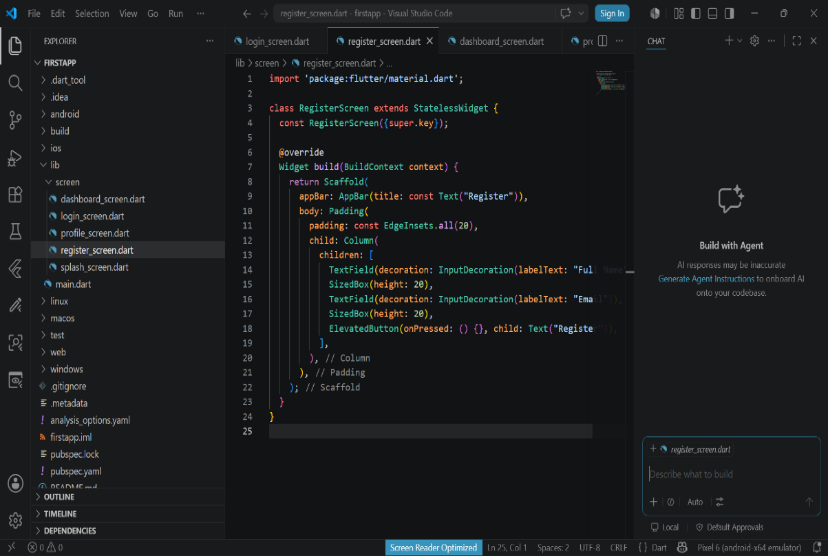 File Edit Selection View Go Run ···
register_screen.dart - firstapp - Visual Studio Code
Sign In
EXPLORER
FIRSTAPP
.dart_tool
.idea
android
build
ios
lib
screen
dashboard_screen.dart
login_screen.dart
profile_screen.dart
register_screen.dart
splash_screen.dart
main.dart
linux
macos
test
web
windows
.gitignore
.metadata
analysis_options.yaml
firstapp.iml
pubspec.lock
pubspec.yaml
README.md
OUTLINE
TIMELINE
DEPENDENCIES
login_screen.dart register_screen.dart dashboard_screen.dart
lib > screen > register_screen.dart > ...
1 import 'package:flutter/material.dart';
2
3 class RegisterScreen extends StatelessWidget {
4 const RegisterScreen({super.key});
5
6 @override
7 Widget build(BuildContext context) {
8 return Scaffold(
9 appBar: AppBar(title: const Text("Register")),
10 body: Padding(
11 padding: const EdgeInsets.all(20),
12 child: Column(
13 children: [
14 TextField(decoration: InputDecoration(labelText: "Full Name
15 SizedBox(height: 20),
16 TextField(decoration: InputDecoration(labelText: "Email")),
17 SizedBox(height: 20),
18 ElevatedButton(onPressed: () {}, child: Text("Register")),
19 ],
20 ), // Column
21 ), // Padding
22 ); // Scaffold
23 }
24 }
25
CHAT
Build with Agent
AI responses may be inaccurate
Generate Agent Instructions to onboard AI
onto your codebase.
register_screen.dart
Describe what to build
Auto
Local Default Approvals
0 0
Screen Reader Optimized Ln 25, Col 1 Spaces: 2 UTF-8 CRLF { } Dart Pixel 6 (android-x64 emulator)